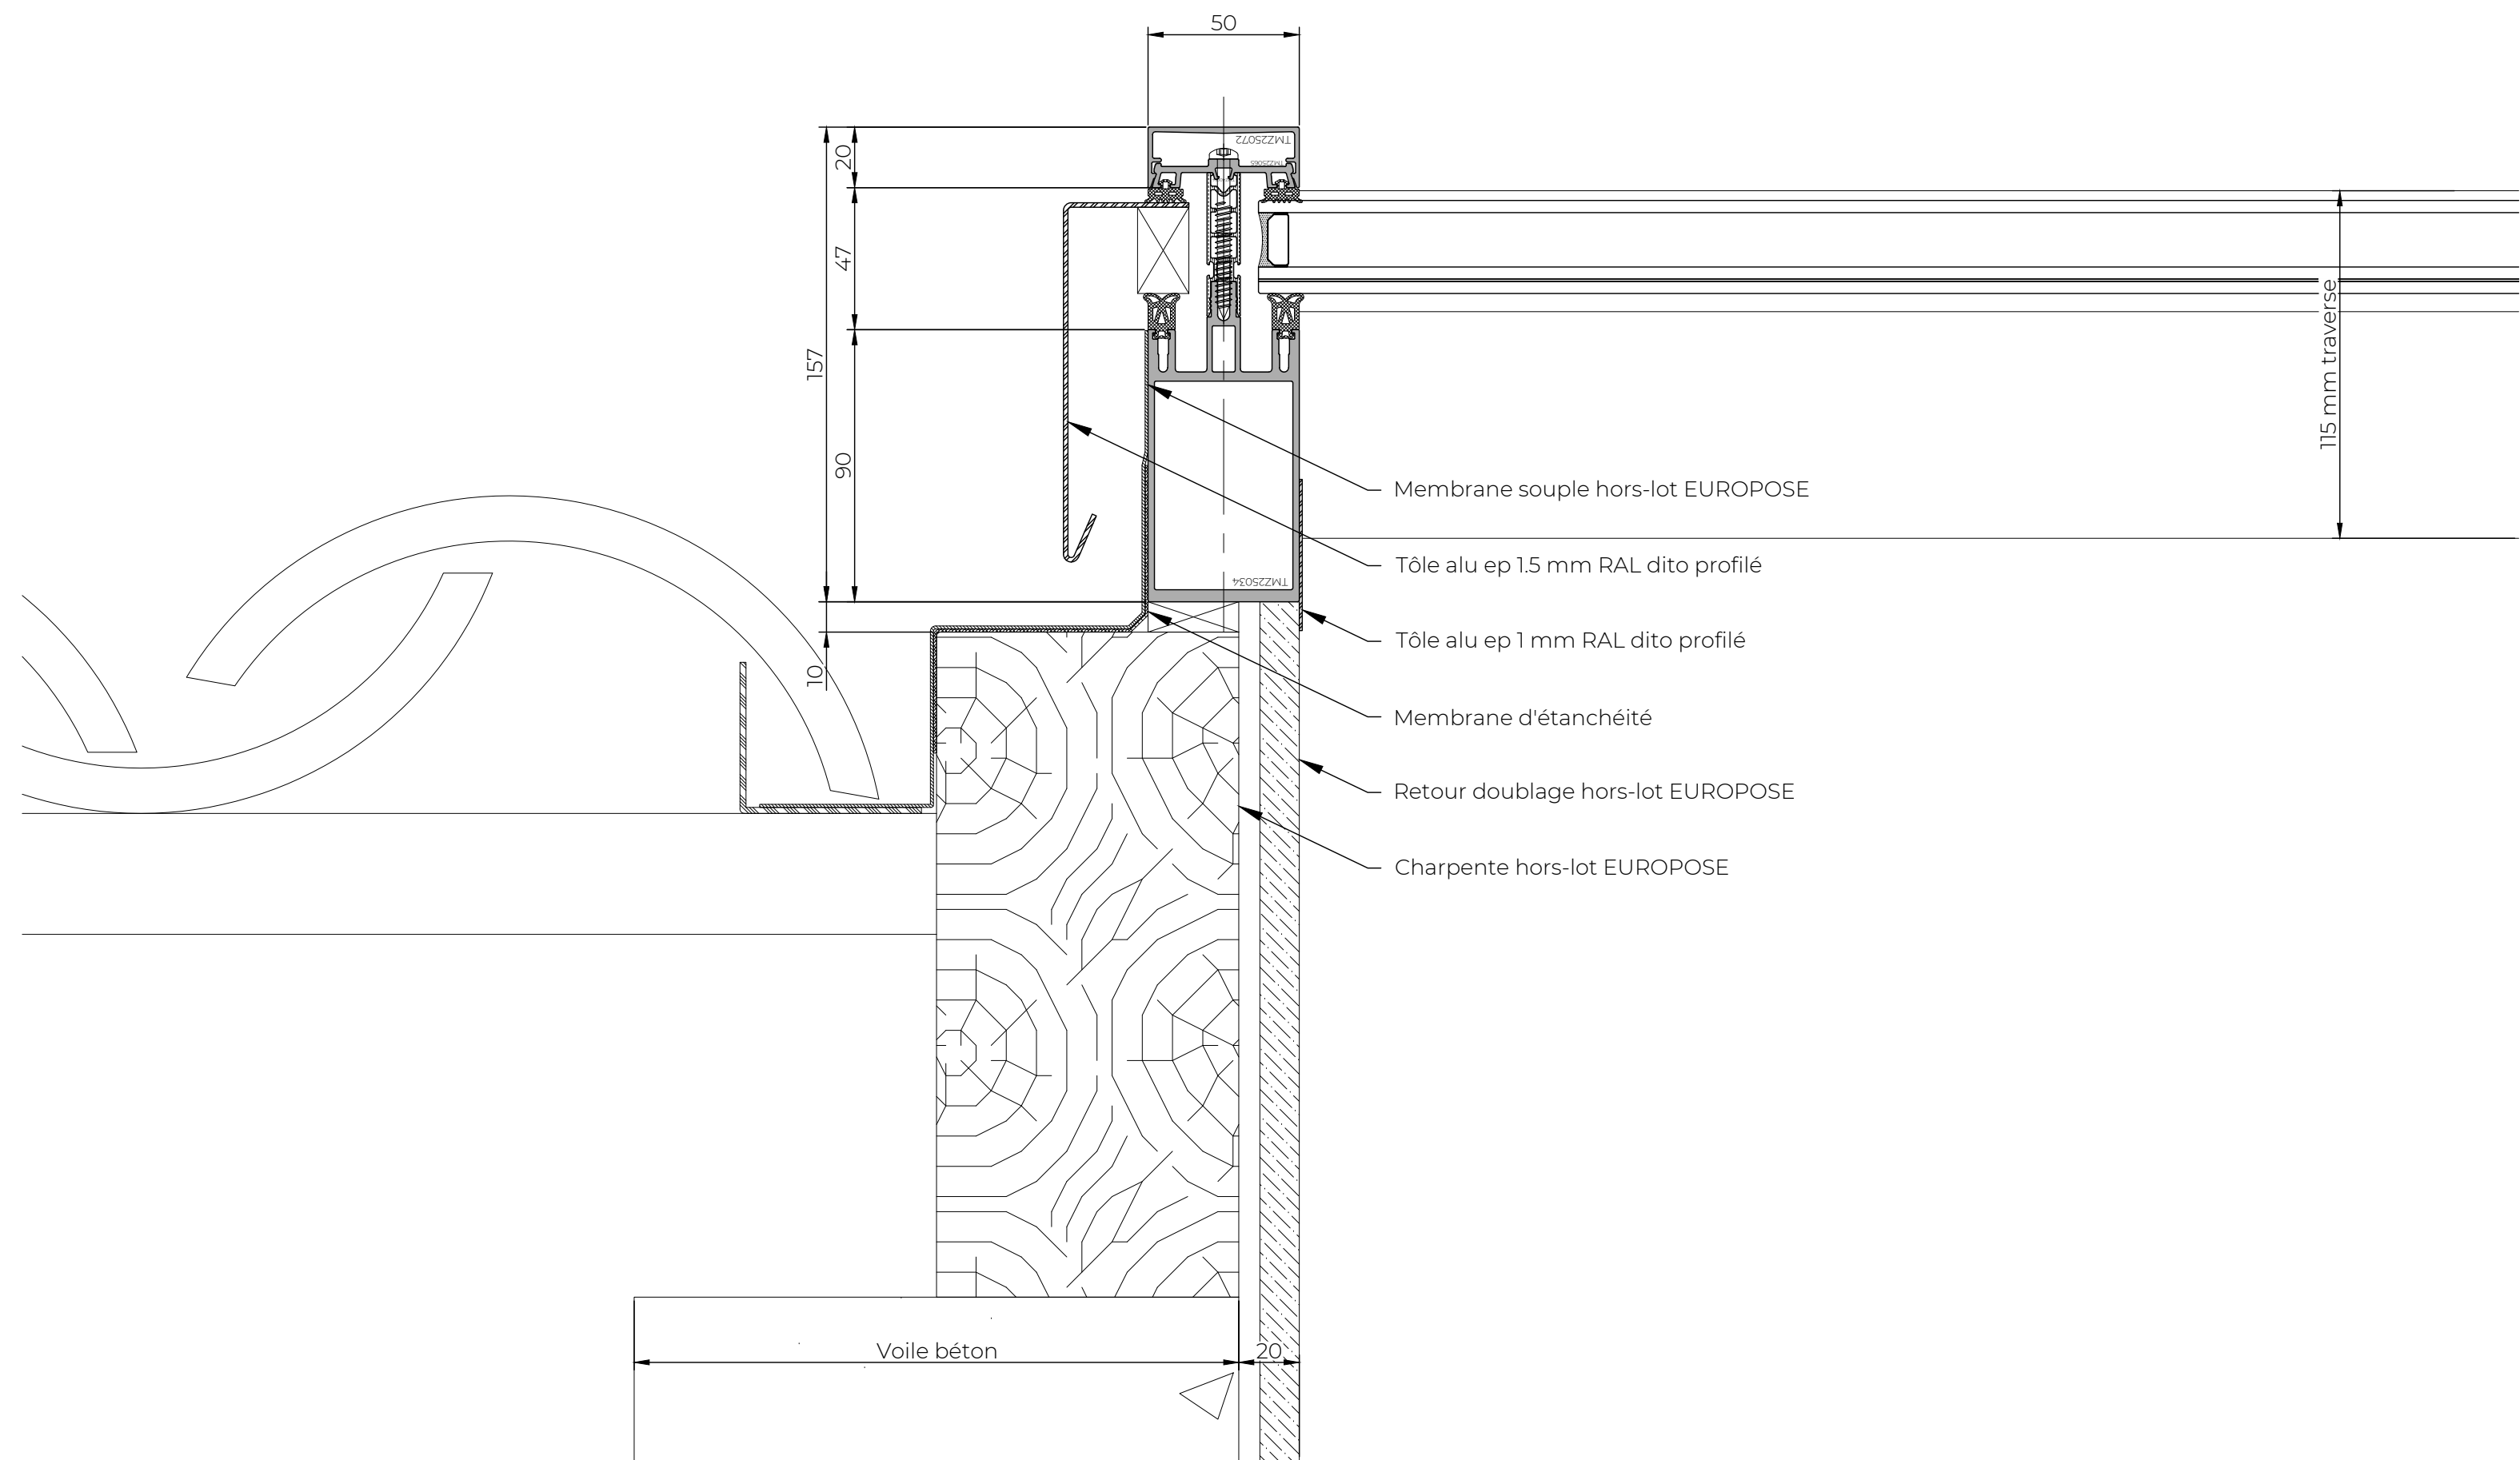 50
TMZ25072
TMZ25065
20
47
157
90
10
115 mm traverse
TMZ25034
Membrane souple hors-lot EUROPOSE
Tôle alu ep 1.5 mm RAL dito profilé
Tôle alu ep 1 mm RAL dito profilé
Membrane d'étanchéité
Retour doublage hors-lot EUROPOSE
Charpente hors-lot EUROPOSE
Voile béton
20